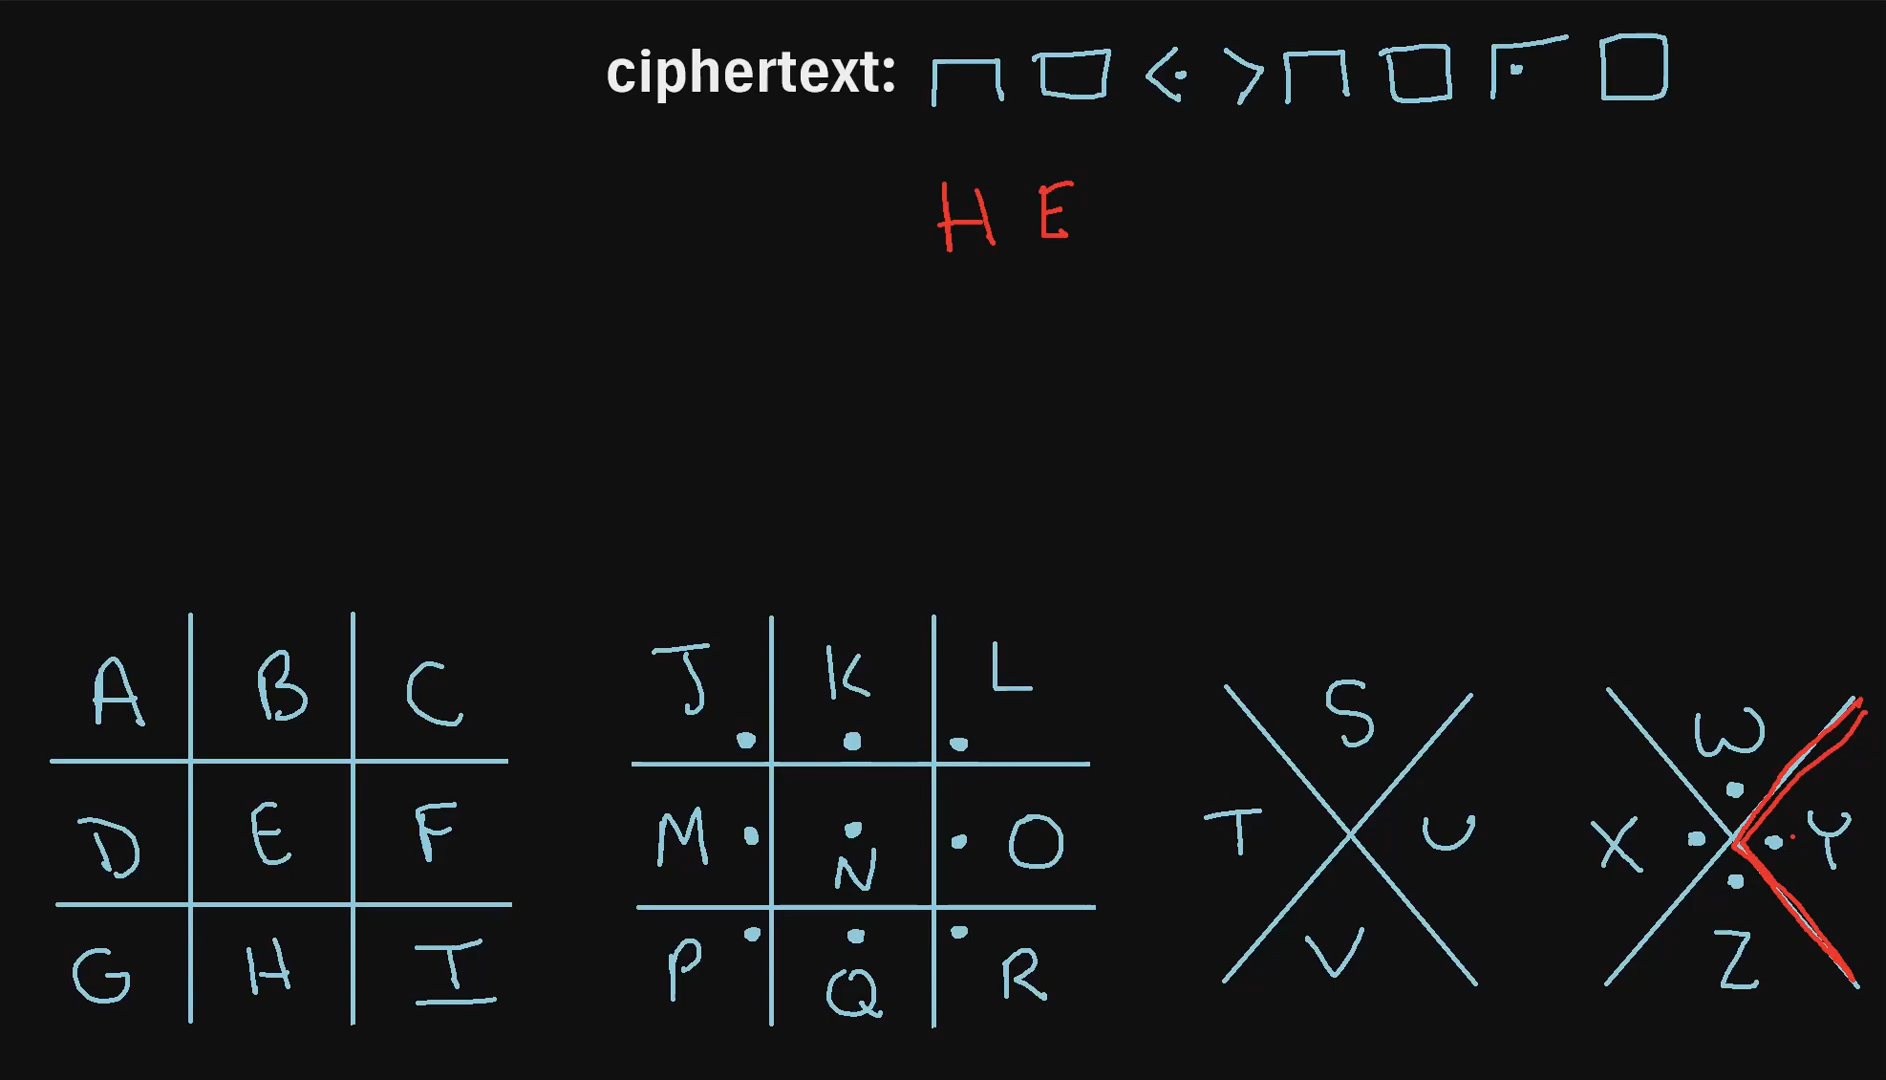 ciphertext:
H E
A B C
D E F
G H I
J K L
M N O
P Q R
S
T U
V
W
X Y
Z